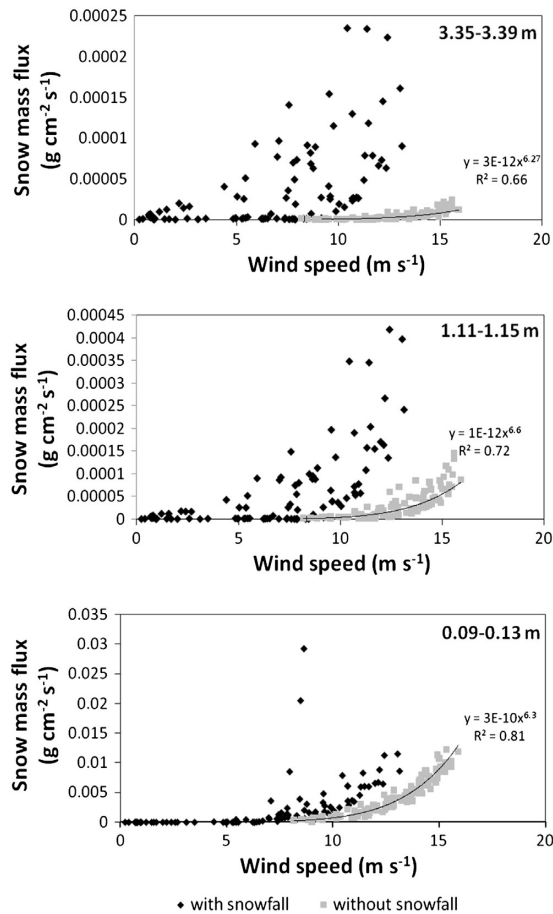 3.35-3.39 m
Snow mass flux
(g cm⁻² s⁻¹)
0.00025
0.0002
0.00015
0.0001
0.00005
0
y = 3E-12x^6.27
R² = 0.66
0 5 10 15 20
Wind speed (m s⁻¹)
1.11-1.15 m
Snow mass flux
(g cm⁻² s⁻¹)
0.00045
0.0004
0.00035
0.0003
0.00025
0.0002
0.00015
0.0001
0.00005
0
y = 1E-12x^6.6
R² = 0.72
0 5 10 15 20
Wind speed (m s⁻¹)
0.09-0.13 m
Snow mass flux
(g cm⁻² s⁻¹)
0.035
0.03
0.025
0.02
0.015
0.01
0.005
0
y = 3E-10x^6.3
R² = 0.81
0 5 10 15 20
Wind speed (m s⁻¹)
with snowfall without snowfall